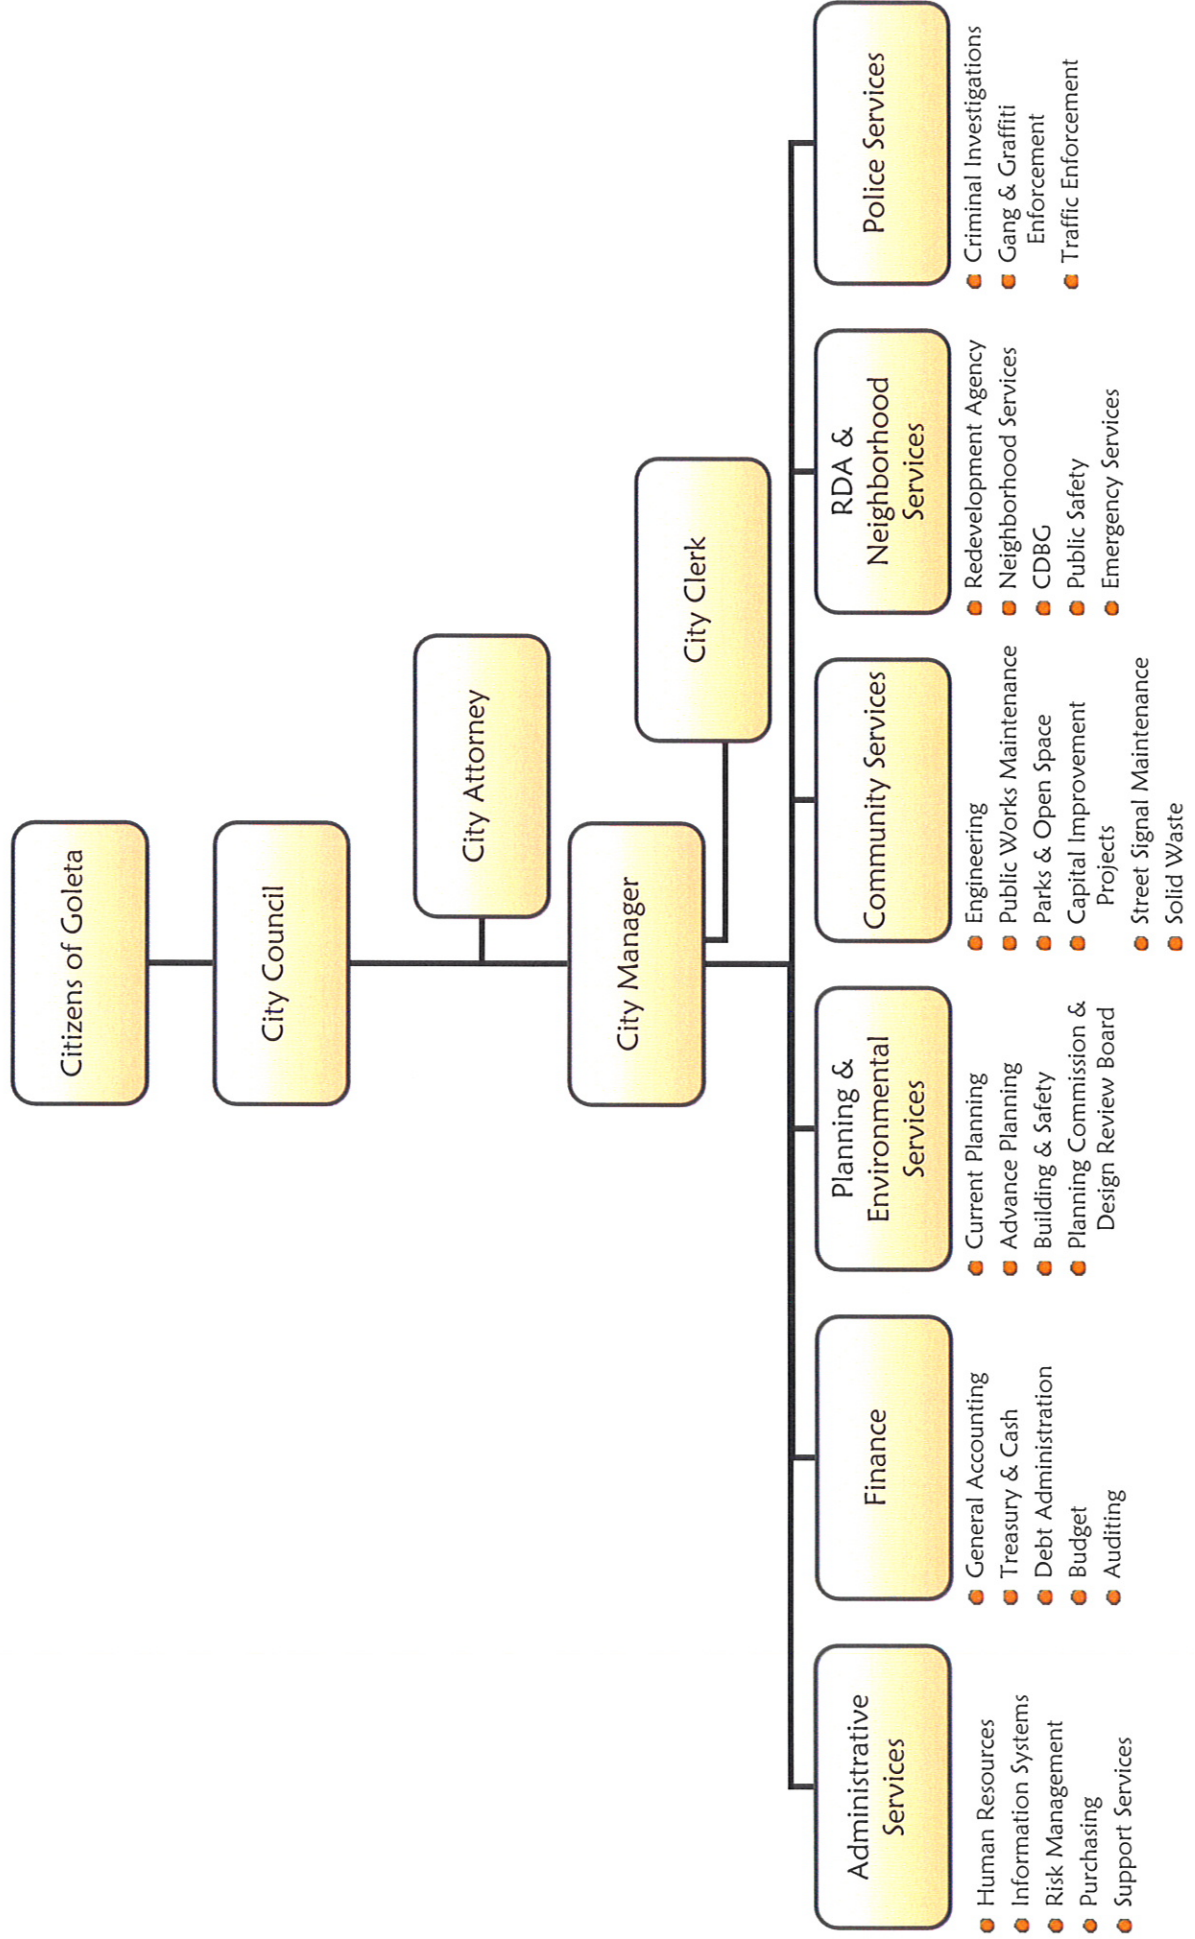 Citizens of Goleta
City Council
City Attorney
City Manager
City Clerk
Administrative
Services
Human Resources
Information Systems
Risk Management
Purchasing
Support Services
Finance
General Accounting
Treasury & Cash
Debt Administration
Budget
Auditing
Planning &
Environmental
Services
Current Planning
Advance Planning
Building & Safety
Planning Commission &
Design Review Board
Community Services
Engineering
Public Works Maintenance
Parks & Open Space
Capital Improvement
Projects
Street Signal Maintenance
Solid Waste
RDA &
Neighborhood
Services
Redevelopment Agency
Neighborhood Services
CDBG
Public Safety
Emergency Services
Police Services
Criminal Investigations
Gang & Graffiti
Enforcement
Traffic Enforcement